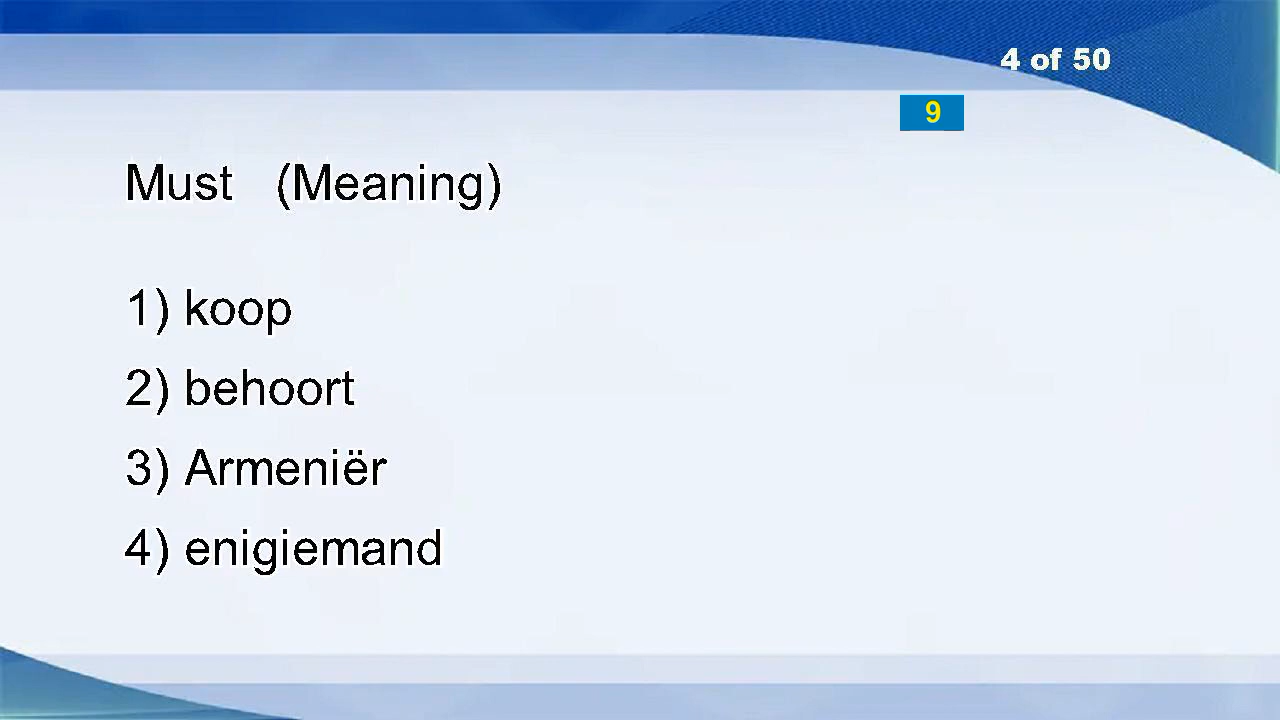 4 of 50
9
Must (Meaning)
1) koop
2) behoort
3) Armeniër
4) enigiemand